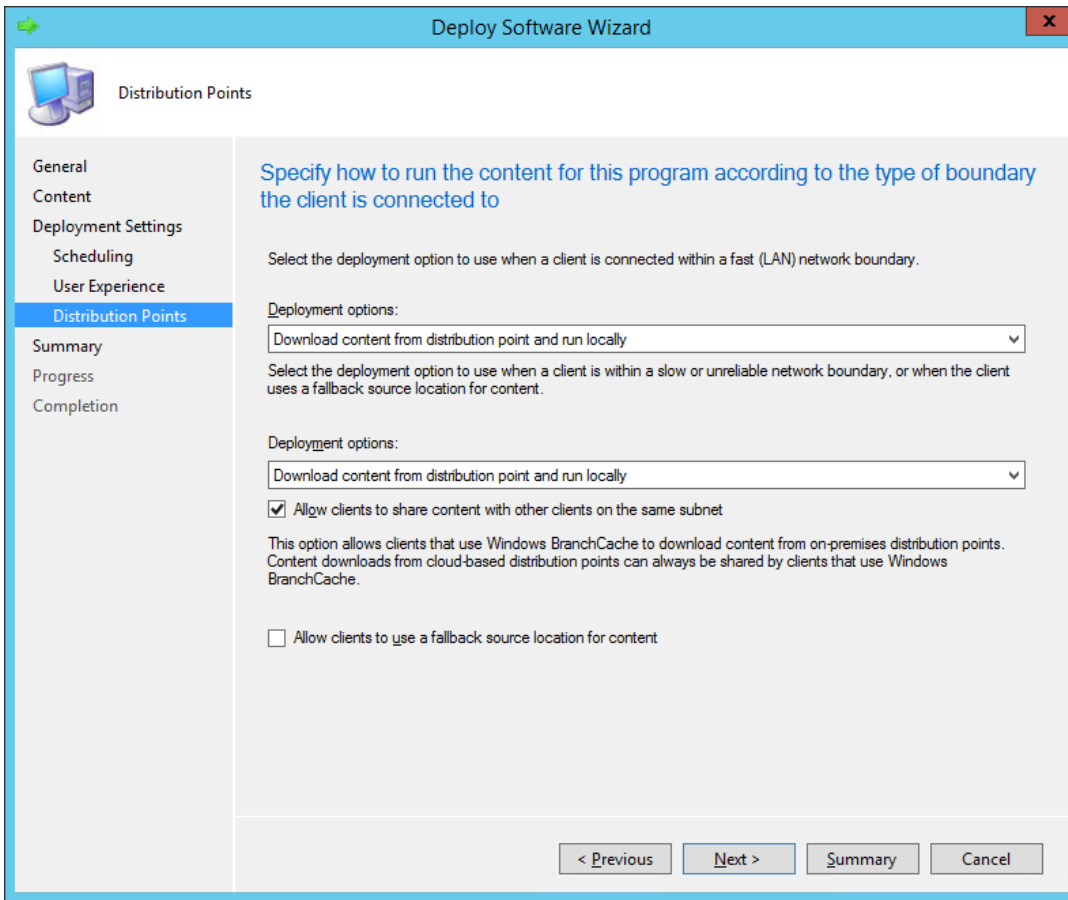 Deploy Software Wizard
x
Distribution Points
General
Content
Deployment Settings
Scheduling
User Experience
Distribution Points
Summary
Progress
Completion
Specify how to run the content for this program according to the type of boundary
the client is connected to
Select the deployment option to use when a client is connected within a fast (LAN) network boundary.
Deployment options:
Download content from distribution point and run locally
Select the deployment option to use when a client is within a slow or unreliable network boundary, or when the client
uses a fallback source location for content.
Deployment options:
Download content from distribution point and run locally
Allow clients to share content with other clients on the same subnet
This option allows clients that use Windows BranchCache to download content from on-premises distribution points.
Content downloads from cloud-based distribution points can always be shared by clients that use Windows
BranchCache.
Allow clients to use a fallback source location for content
< Previous
Next >
Summary
Cancel